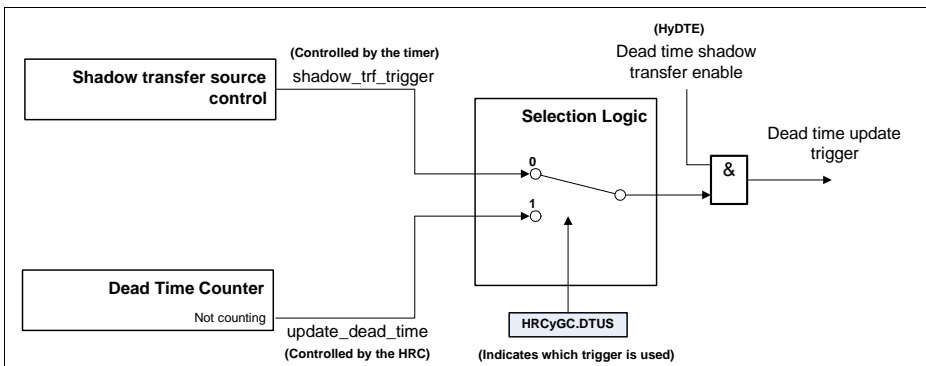 (HyDTE)
Dead time shadow
transfer enable
(Controlled by the timer)
shadow_trf_trigger
Shadow transfer source
control
Selection Logic
Dead time update
trigger
&
0
1
Dead Time Counter
Not counting
update_dead_time
(Controlled by the HRC)
HRCyGC.DTUS
(Indicates which trigger is used)